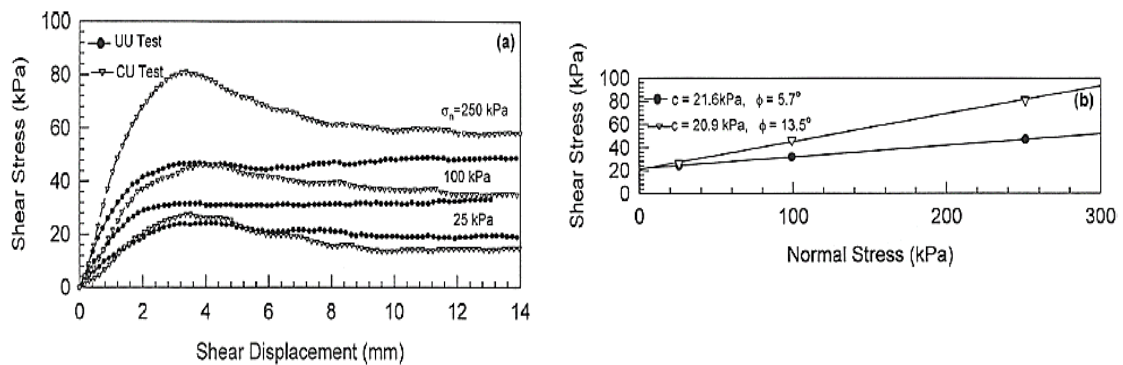 100
80
60
40
20
0
Shear Stress (kPa)
(a)
UU Test
CU Test
σn=250 kPa
100 kPa
25 kPa
0 2 4 6 8 10 12 14
Shear Displacement (mm)
100
80
60
40
20
0
Shear Stress (kPa)
(b)
c = 21.6kPa, ϕ = 5.7°
c = 20.9 kPa, ϕ = 13.5°
0 100 200 300
Normal Stress (kPa)